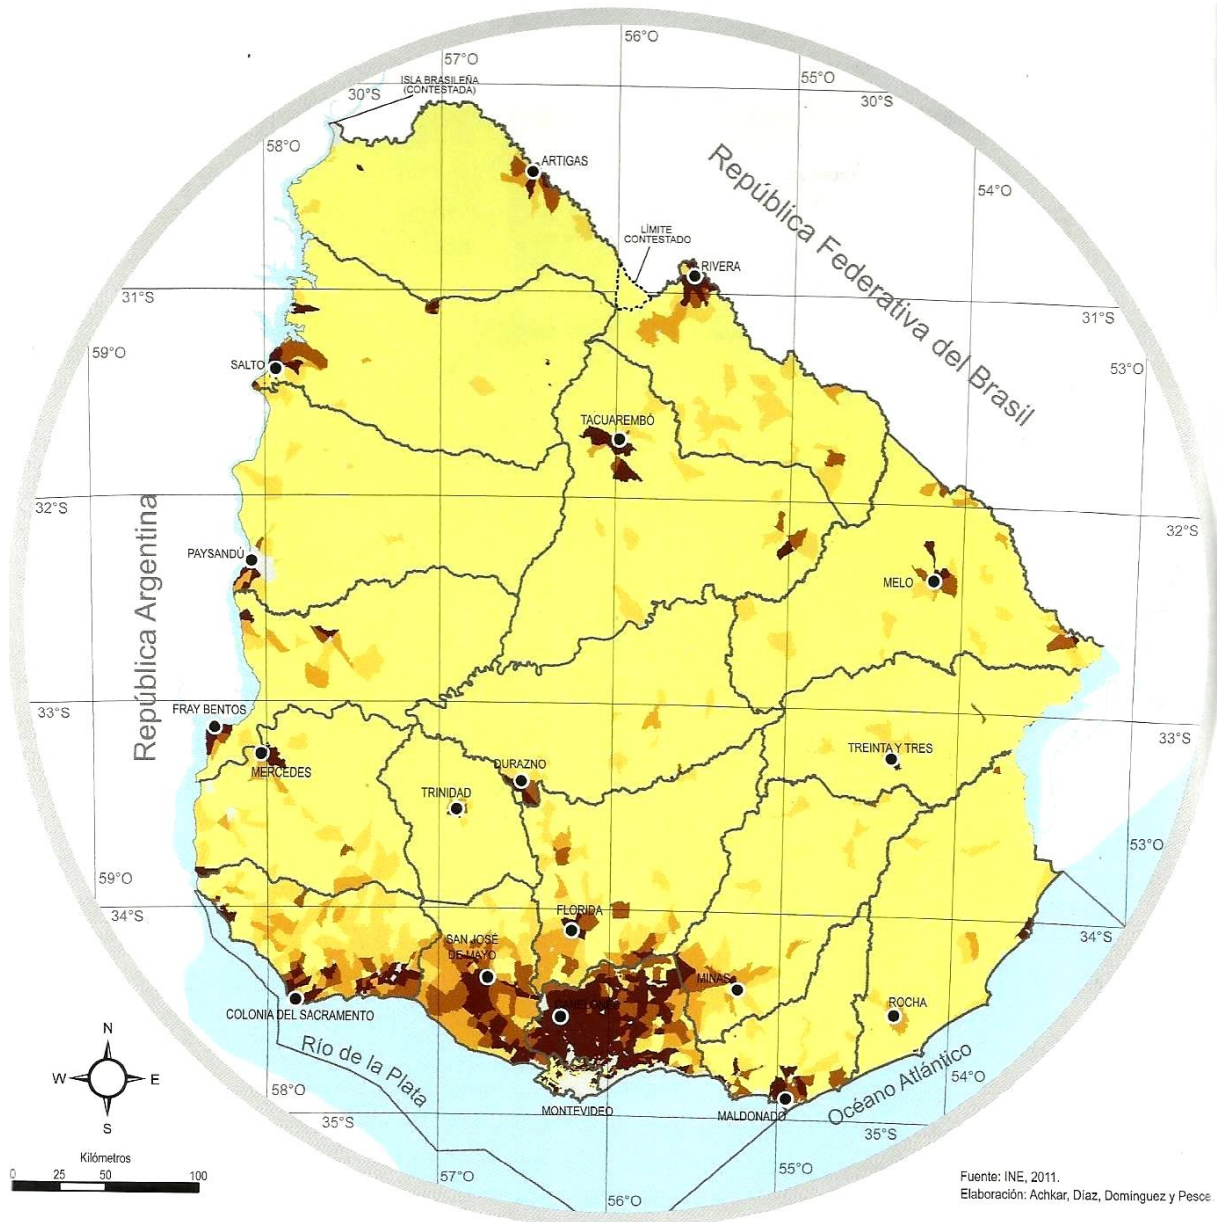 56°O
57°O
55°O
ISLA BRASILEÑA
(CONTESTADA)
30°S
30°S
58°O
ARTIGAS
54°O
República Federativa del Brasil
LÍMITE
CONTESTADO
RIVERA
31°S
31°S
59°O
53°O
SALTO
TACUAREMBÓ
32°S
32°S
República Argentina
PAYSANDÚ
MELO
33°S
FRAY BENTOS
33°S
MERCEDES
DURAZNO
TREINTA Y TRES
TRINIDAD
53°O
59°O
34°S
FLORIDA
34°S
SAN JOSÉ
DE MAYO
MINAS
CANELONES
ROCHA
COLONIA DEL SACRAMENTO
N
W
E
S
Río de la Plata
Océano Atlántico
58°O
54°O
35°S
MONTEVIDEO
MALDONADO
35°S
Kilómetros
0 25 50 100
57°O
55°O
56°O
Fuente: INE, 2011.
Elaboración: Achkar, Díaz, Domínguez y Pesce